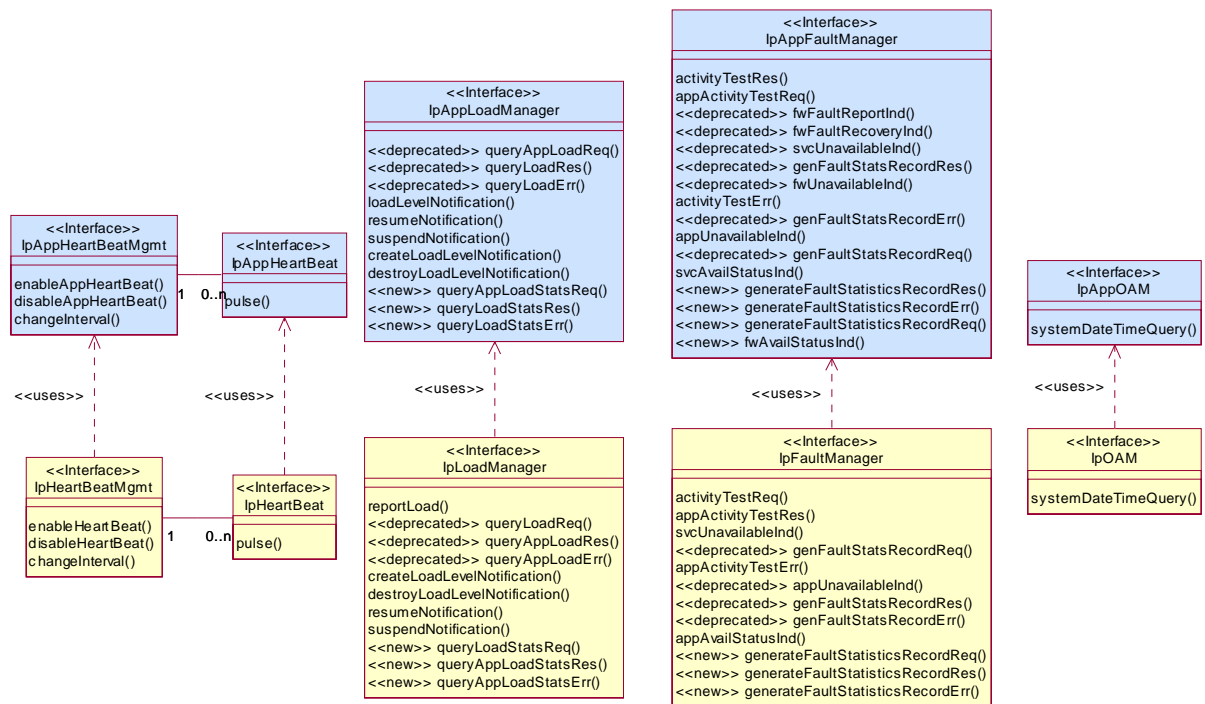 <<Interface>>
IpAppHeartBeatMgmt
enableAppHeartBeat()
disableAppHeartBeat()
changeInterval()
1
0..n
<<Interface>>
IpAppHeartBeat
pulse()
<<Interface>>
IpAppLoadManager
<<deprecated>> queryAppLoadReq()
<<deprecated>> queryLoadRes()
<<deprecated>> queryLoadErr()
loadLevelNotification()
resumeNotification()
suspendNotification()
createLoadLevelNotification()
destroyLoadLevelNotification()
<<new>> queryAppLoadStatsReq()
<<new>> queryLoadStatsRes()
<<new>> queryLoadStatsErr()
<<Interface>>
IpAppFaultManager
activityTestRes()
appActivityTestReq()
<<deprecated>> fwFaultReportInd()
<<deprecated>> fwFaultRecoveryInd()
<<deprecated>> svcUnavailableInd()
<<deprecated>> genFaultStatsRecordRes()
<<deprecated>> fwUnavailableInd()
activityTestErr()
<<deprecated>> genFaultStatsRecordErr()
appUnavailableInd()
<<deprecated>> genFaultStatsRecordReq()
svcAvailStatusInd()
<<new>> generateFaultStatisticsRecordRes()
<<new>> generateFaultStatisticsRecordErr()
<<new>> generateFaultStatisticsRecordReq()
<<new>> fwAvailStatusInd()
<<Interface>>
IpAppOAM
systemDateTimeQuery()
<<uses>>
<<uses>>
<<uses>>
<<uses>>
<<uses>>
<<Interface>>
IpHeartBeatMgmt
enableHeartBeat()
disableHeartBeat()
changeInterval()
1
0..n
<<Interface>>
IpHeartBeat
pulse()
<<Interface>>
IpLoadManager
reportLoad()
<<deprecated>> queryLoadReq()
<<deprecated>> queryAppLoadRes()
<<deprecated>> queryAppLoadErr()
createLoadLevelNotification()
destroyLoadLevelNotification()
resumeNotification()
suspendNotification()
<<new>> queryLoadStatsReq()
<<new>> queryAppLoadStatsRes()
<<new>> queryAppLoadStatsErr()
<<Interface>>
IpFaultManager
activityTestReq()
appActivityTestRes()
svcUnavailableInd()
<<deprecated>> genFaultStatsRecordReq()
appActivityTestErr()
<<deprecated>> appUnavailableInd()
<<deprecated>> genFaultStatsRecordRes()
<<deprecated>> genFaultStatsRecordErr()
appAvailStatusInd()
<<new>> generateFaultStatisticsRecordReq()
<<new>> generateFaultStatisticsRecordRes()
<<new>> generateFaultStatisticsRecordErr()
<<Interface>>
IpOAM
systemDateTimeQuery()